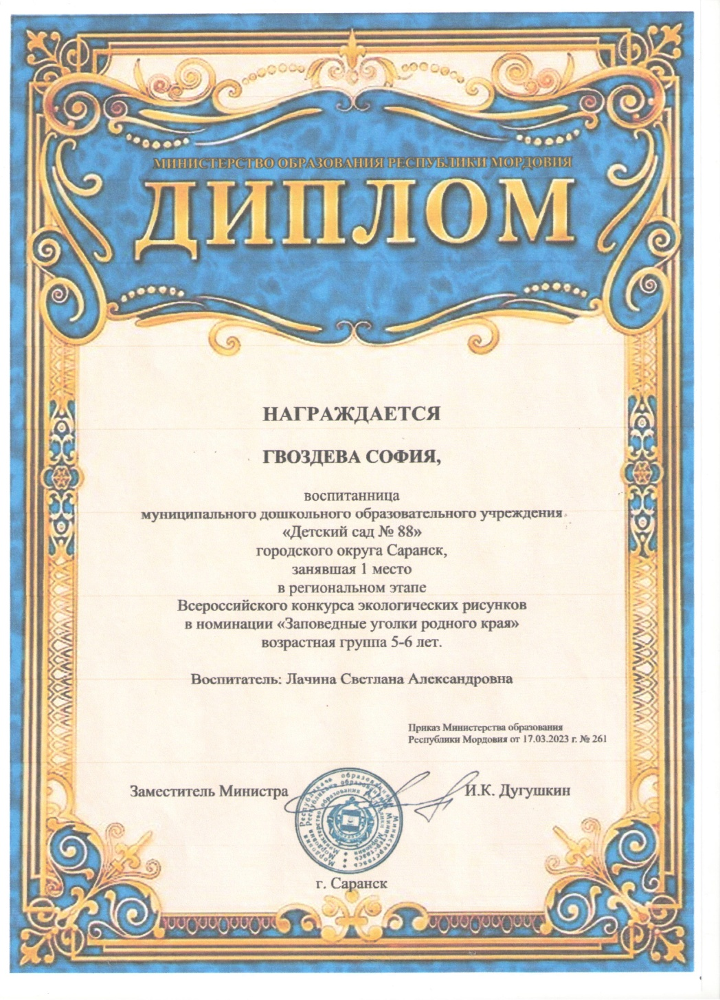 МИНИСТЕРСТВО ОБРАЗОВАНИЯ РЕСПУБЛИКИ МОРДОВИЯ
ДИПЛОМ
НАГРАЖДАЕТСЯ
ГВОЗДЕВА СОФИЯ,
воспитанница
муниципального дошкольного образовательного учреждения
«Детский сад № 88»
городского округа Саранск,
занявшая 1 место
в региональном этапе
Всероссийского конкурса экологических рисунков
в номинации «Заповедные уголки родного края»
возрастная группа 5-6 лет.
Воспитатель: Лачина Светлана Александровна
Приказ Министерства образования
Республики Мордовия от 17.03.2023 г. № 261
Заместитель Министра
И.К. Дугушкин
г. Саранск